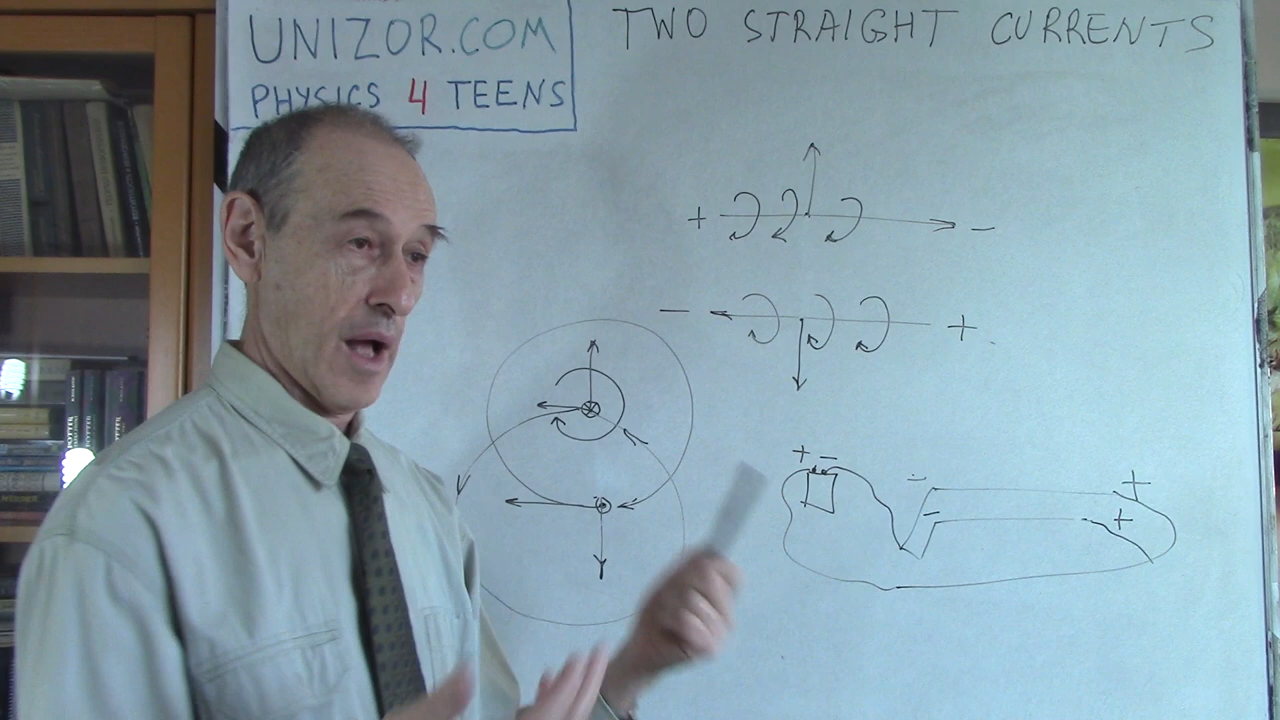 UNIZOR.COM
PHYSICS 4 TEENS
TWO STRAIGHT CURRENTS
+ −
− +
+ − − +
− +